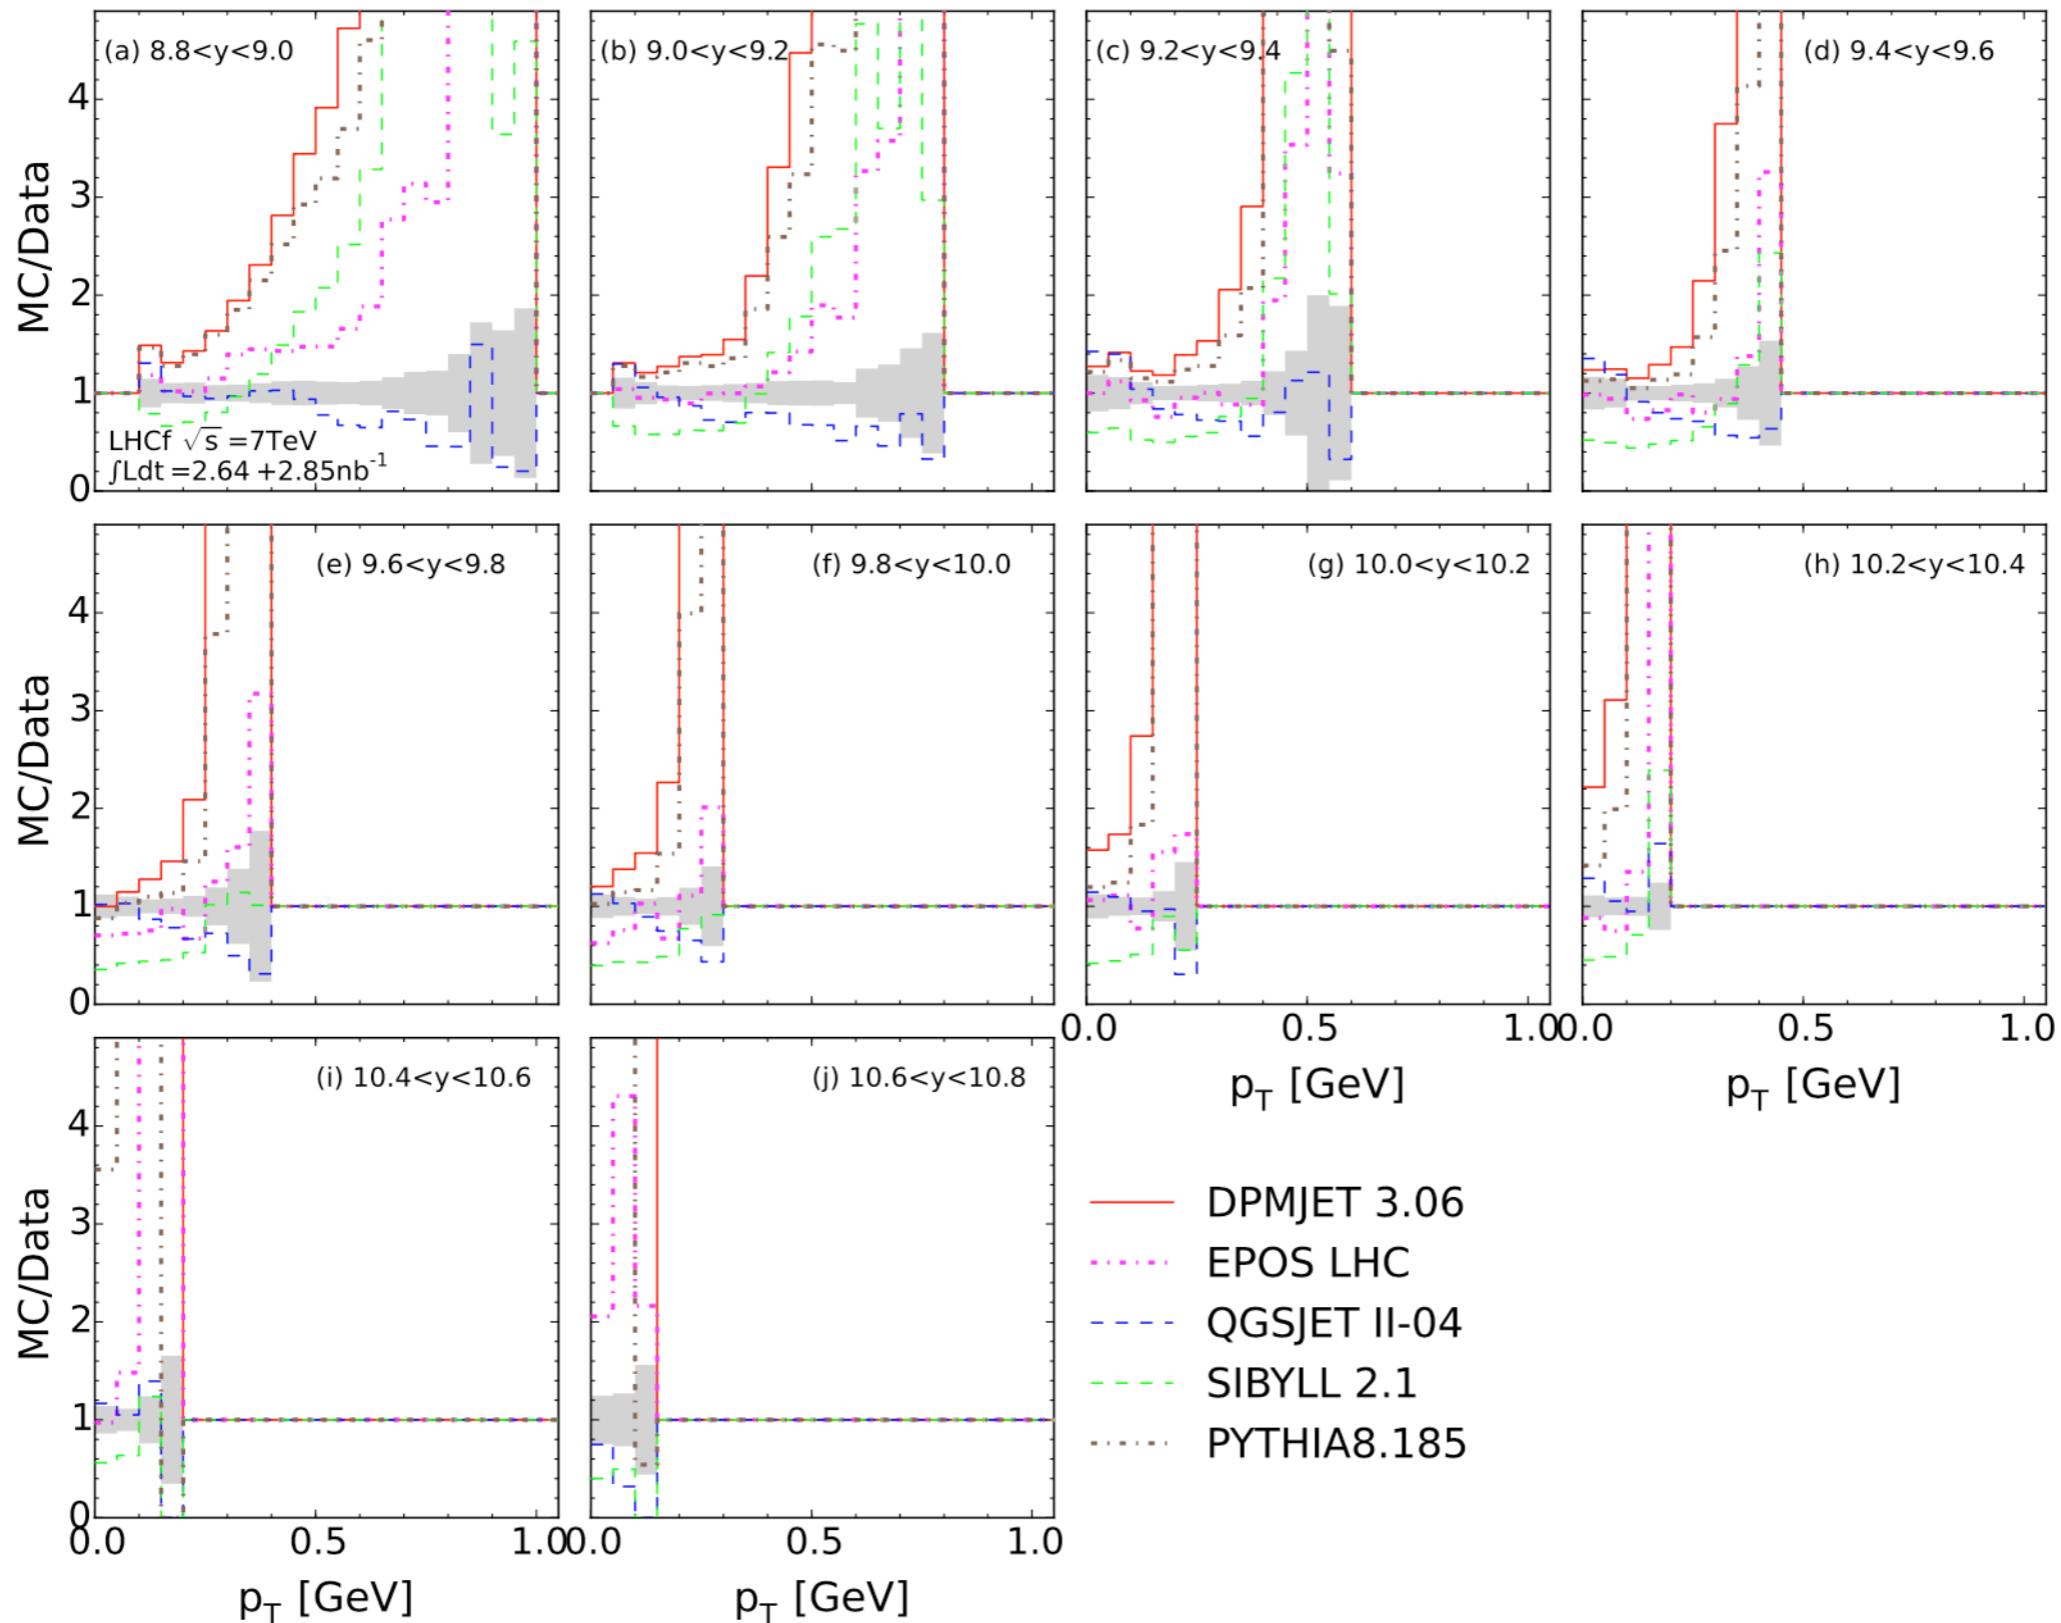 (a) 8.8<y<9.0
(b) 9.0<y<9.2
(c) 9.2<y<9.4
(d) 9.4<y<9.6
MC/Data
4
3
2
1
0
LHCf √s =7TeV
∫Ldt =2.64 +2.85nb⁻¹
(e) 9.6<y<9.8
(f) 9.8<y<10.0
(g) 10.0<y<10.2
(h) 10.2<y<10.4
MC/Data
4
3
2
1
0
0.0 0.5 1.0
0.0 0.5 1.0
p_T [GeV]
p_T [GeV]
(i) 10.4<y<10.6
(j) 10.6<y<10.8
MC/Data
4
3
2
1
0
0.0 0.5 1.0
0.0 0.5 1.0
p_T [GeV]
p_T [GeV]
DPMJET 3.06
EPOS LHC
QGSJET II-04
SIBYLL 2.1
PYTHIA8.185